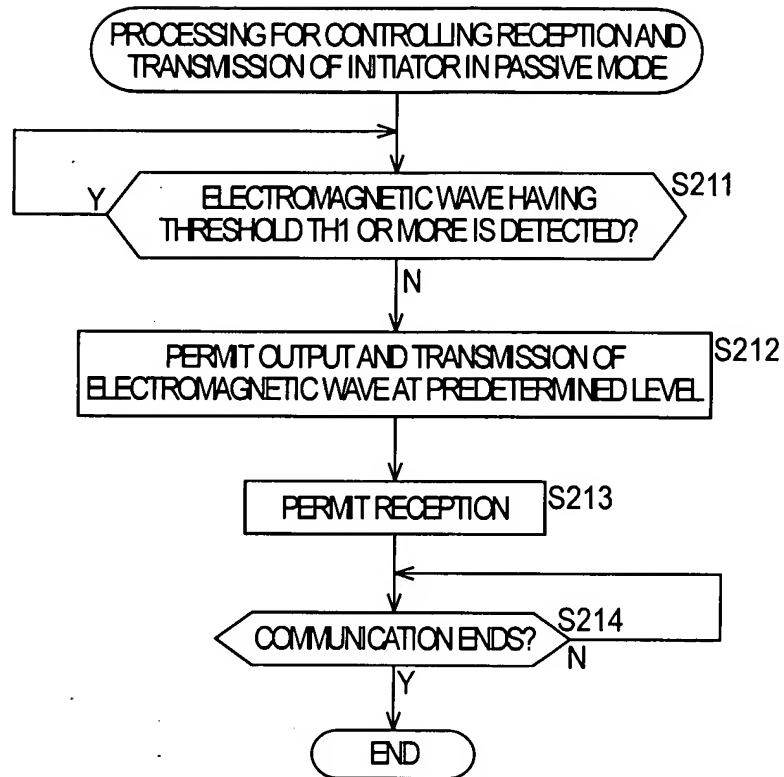 PROCESSING FOR CONTROLLING RECEPTION AND
TRANSMISSION OF INITIATOR IN PASSIVE MODE
Y
ELECTROMAGNETIC WAVE HAVING
THRESHOLD TH1 OR MORE IS DETECTED?
S211
N
PERMIT OUTPUT AND TRANSMISSION OF
ELECTROMAGNETIC WAVE AT PREDETERMINED LEVEL
S212
PERMIT RECEPTION
S213
COMMUNICATION ENDS?
S214
N
Y
END